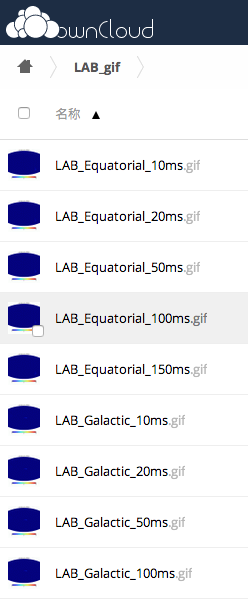 ownCloud
LAB_gif
名称 ▲
LAB_Equatorial_10ms.gif
LAB_Equatorial_20ms.gif
LAB_Equatorial_50ms.gif
LAB_Equatorial_100ms.gif
LAB_Equatorial_150ms.gif
LAB_Galactic_10ms.gif
LAB_Galactic_20ms.gif
LAB_Galactic_50ms.gif
LAB_Galactic_100ms.gif